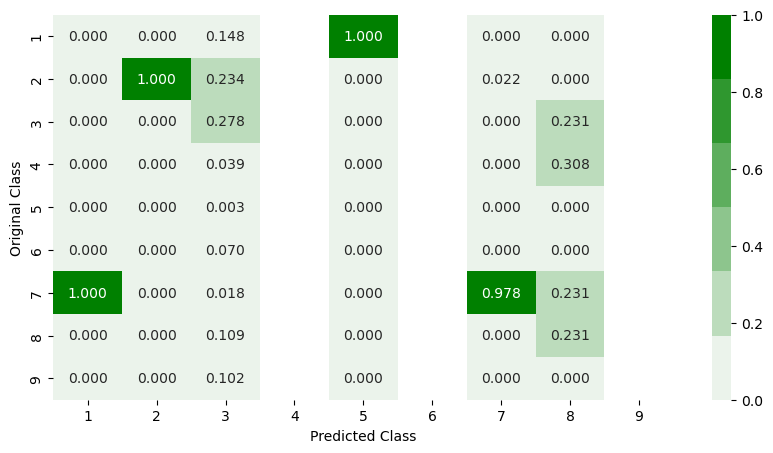 1.0
1 0.000 0.000 0.148 1.000 0.000 0.000
2 0.000 1.000 0.234 0.000 0.022 0.000 0.8
3 0.000 0.000 0.278 0.000 0.000 0.231
4 0.000 0.000 0.039 0.000 0.000 0.308 0.6
Original Class
5 0.000 0.000 0.003 0.000 0.000 0.000
6 0.000 0.000 0.070 0.000 0.000 0.000 0.4
7 1.000 0.000 0.018 0.000 0.978 0.231
8 0.000 0.000 0.109 0.000 0.000 0.231 0.2
9 0.000 0.000 0.102 0.000 0.000 0.000
0.0
1 2 3 4 5 6 7 8 9
Predicted Class